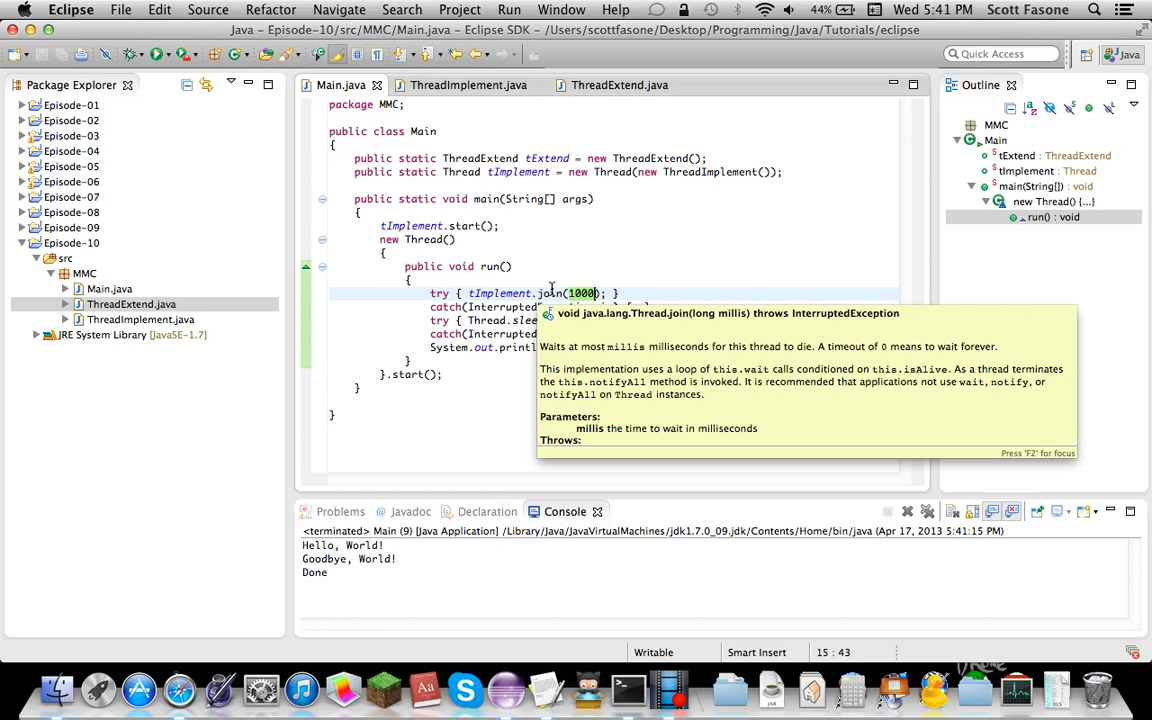 Eclipse File Edit Source Refactor Navigate Search Project Run Window Help 44% Wed 5:41 PM Scott Fasone
Java – Episode-10/src/MMC/Main.java – Eclipse SDK – /Users/scottfasone/Desktop/Programming/Java/Tutorials/eclipse
Quick Access Java
Package Explorer
Episode-01
Episode-02
Episode-03
Episode-04
Episode-05
Episode-06
Episode-07
Episode-08
Episode-09
Episode-10
src
MMC
Main.java
ThreadExtend.java
ThreadImplement.java
JRE System Library [JavaSE-1.7]
Main.java ThreadImplement.java ThreadExtend.java
package MMC;
public class Main
{
public static ThreadExtend tExtend = new ThreadExtend();
public static Thread tImplement = new Thread(new ThreadImplement());
public static void main(String[] args)
{
tImplement.start();
new Thread()
{
public void run()
{
try { tImplement.join(1000); }
catch(Interrupted
try { Thread.slee
catch(Interrupted
System.out.printl
}
}.start();
}
}
void java.lang.Thread.join(long millis) throws InterruptedException
Waits at most millis milliseconds for this thread to die. A timeout of 0 means to wait forever.
This implementation uses a loop of this.wait calls conditioned on this.isAlive. As a thread terminates
the this.notifyAll method is invoked. It is recommended that applications not use wait, notify, or
notifyAll on Thread instances.
Parameters:
millis the time to wait in milliseconds
Throws:
Press 'F2' for focus
Outline
MMC
Main
tExtend : ThreadExtend
tImplement : Thread
main(String[]) : void
new Thread() {...}
run() : void
Problems Javadoc Declaration Console
<terminated> Main (9) [Java Application] /Library/Java/JavaVirtualMachines/jdk1.7.0_09.jdk/Contents/Home/bin/java (Apr 17, 2013 5:41:15 PM)
Hello, World!
Goodbye, World!
Done
Writable Smart Insert 15 : 43